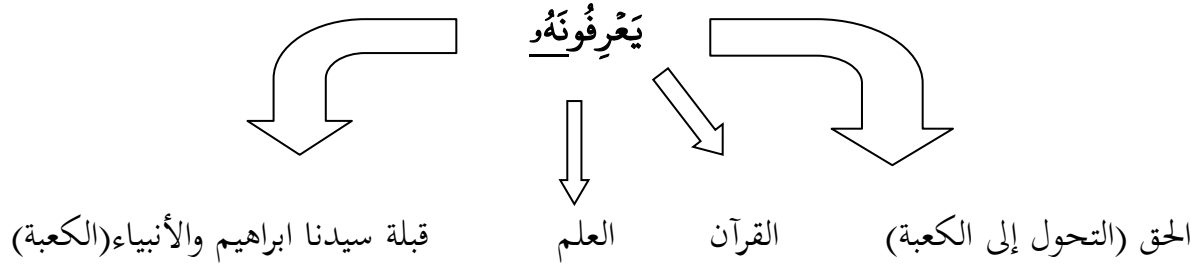 يَعْرِفُونَهُۥ
الحق (التحول إلى الكعبة) القرآن العلم قبلة سيدنا ابراهيم والأنبياء(الكعبة)